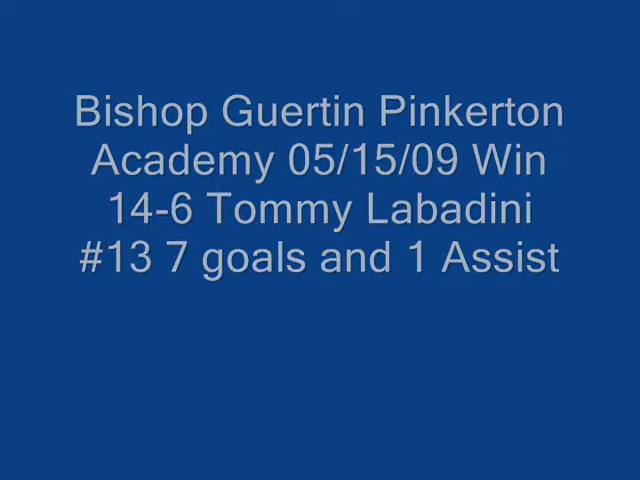 Bishop Guertin Pinkerton
Academy 05/15/09 Win
14-6 Tommy Labadini
#13 7 goals and 1 Assist